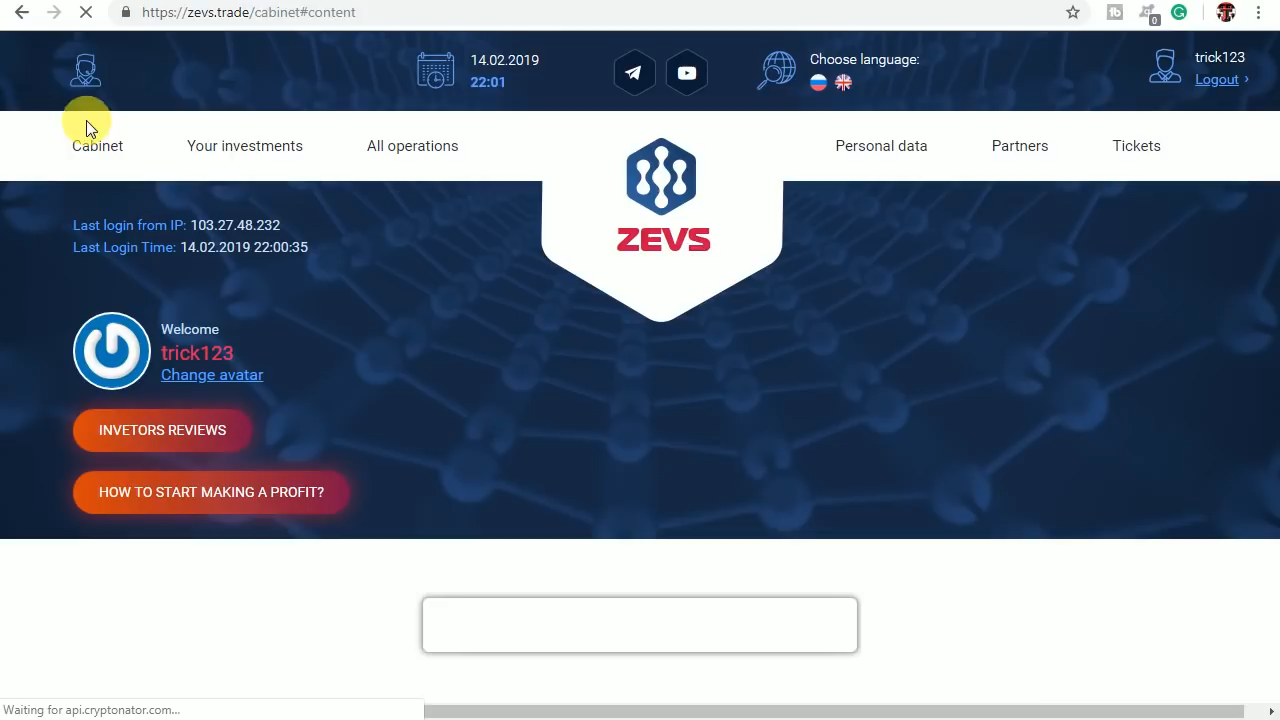 https://zevs.trade/cabinet#content
0
14.02.2019
22:01
Choose language:
trick123
Logout ›
Cabinet
Your investments
All operations
ZEVS
Personal data
Partners
Tickets
Last login from IP: 103.27.48.232
Last Login Time: 14.02.2019 22:00:35
Welcome
trick123
Change avatar
INVETORS REVIEWS
HOW TO START MAKING A PROFIT?
Waiting for api.cryptonator.com...